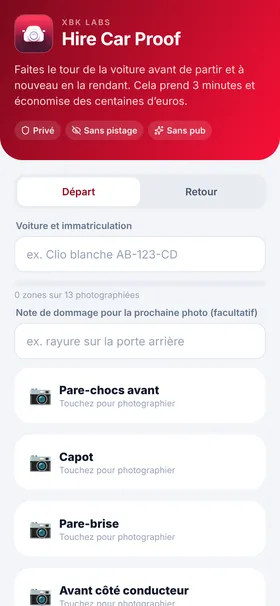 XBK LABS
Hire Car Proof
Faites le tour de la voiture avant de partir et à
nouveau en la rendant. Cela prend 3 minutes et
économise des centaines d’euros.
Privé
Sans pistage
Sans pub
Départ
Retour
Voiture et immatriculation
ex. Clio blanche AB-123-CD
0 zones sur 13 photographiées
Note de dommage pour la prochaine photo (facultatif)
ex. rayure sur la porte arrière
Pare-chocs avant
Touchez pour photographier
Capot
Touchez pour photographier
Pare-brise
Touchez pour photographier
Avant côté conducteur
Touchez pour photographier